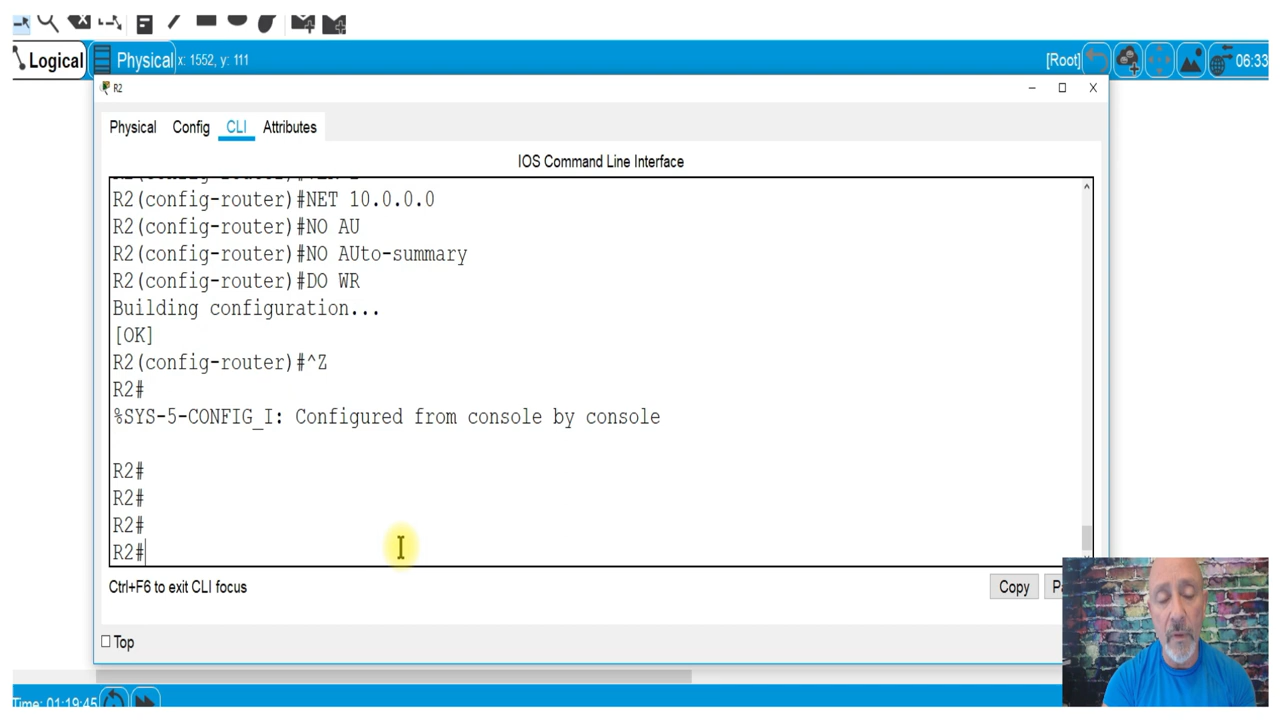 Logical
Physical x: 1552, y: 111
[Root]
06:33
R2
Physical Config CLI Attributes
IOS Command Line Interface
R2(config-router)#NET 10.0.0.0
R2(config-router)#NO AU
R2(config-router)#NO AUto-summary
R2(config-router)#DO WR
Building configuration...
[OK]
R2(config-router)#^Z
R2#
%SYS-5-CONFIG_I: Configured from console by console
R2#
R2#
R2#
R2#
Ctrl+F6 to exit CLI focus
Copy
Top
Time: 01:19:45